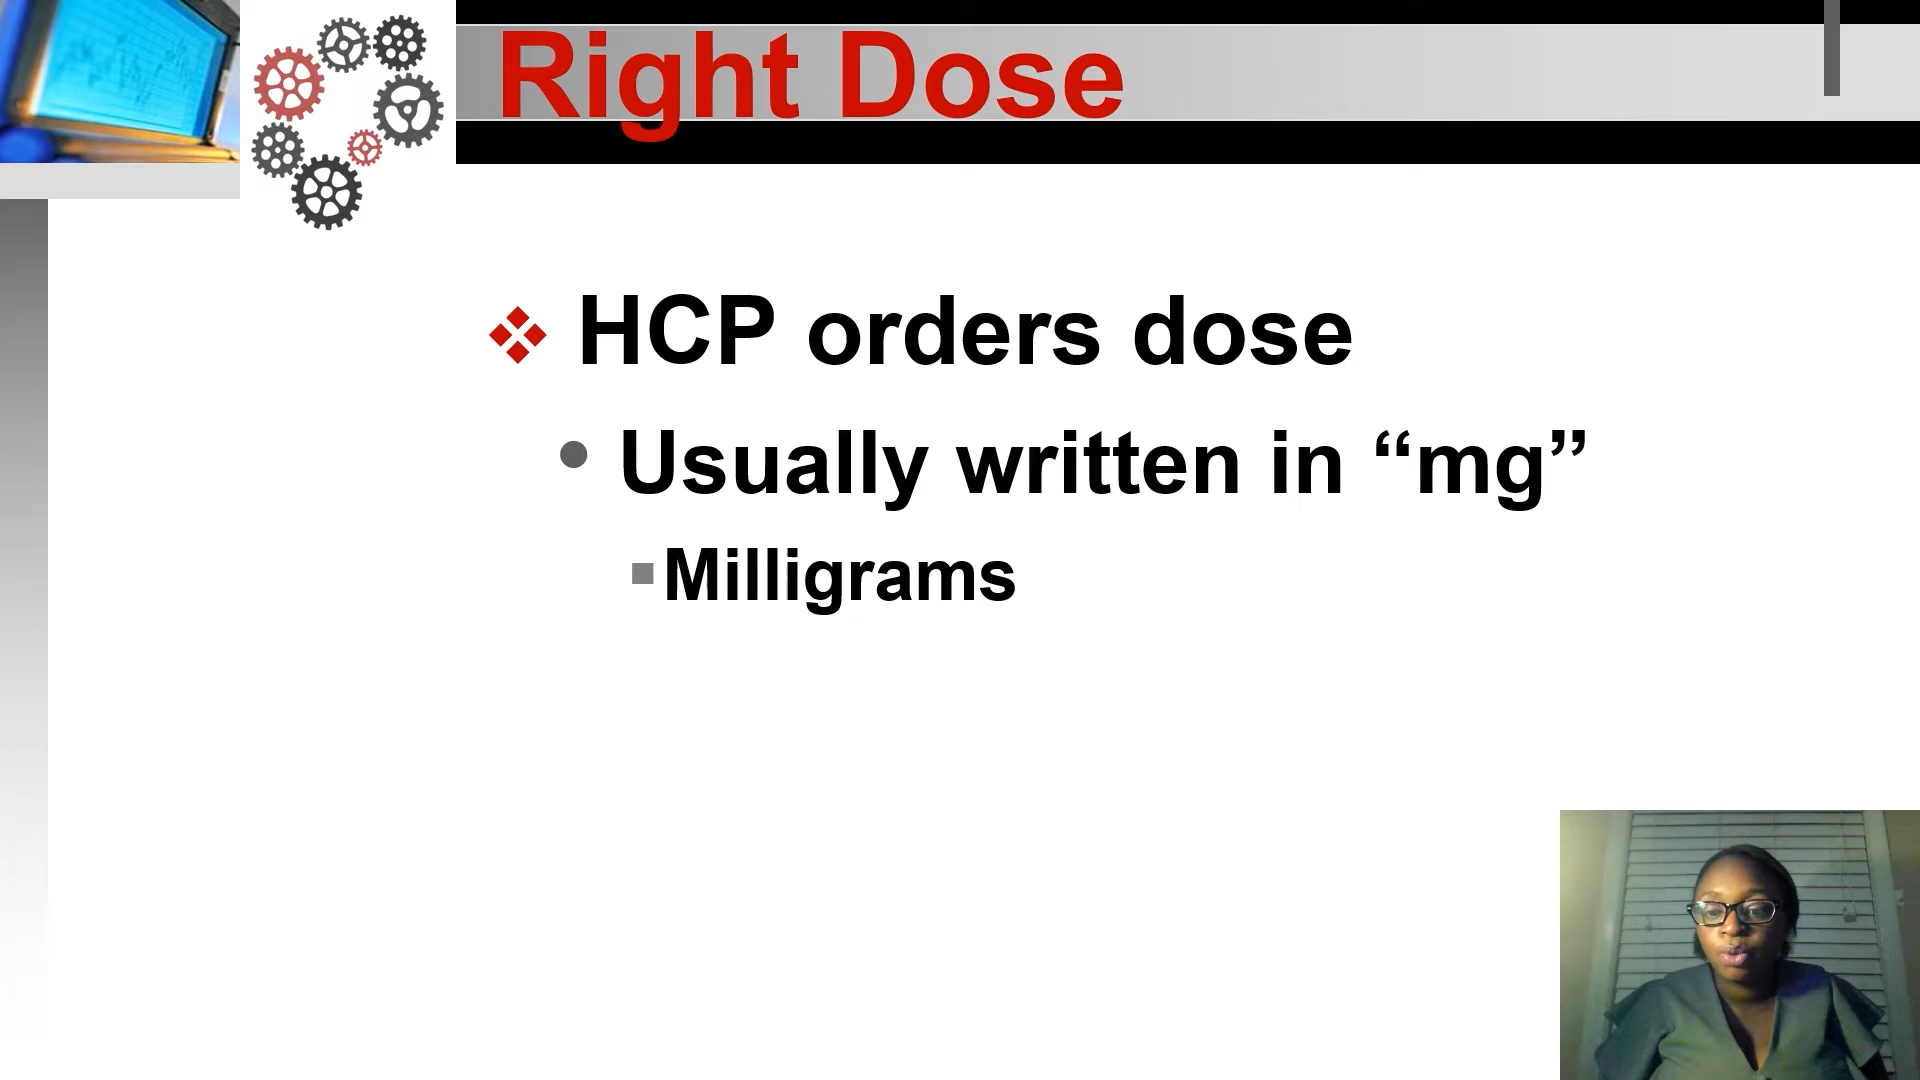 Right Dose
HCP orders dose
Usually written in “mg”
Milligrams